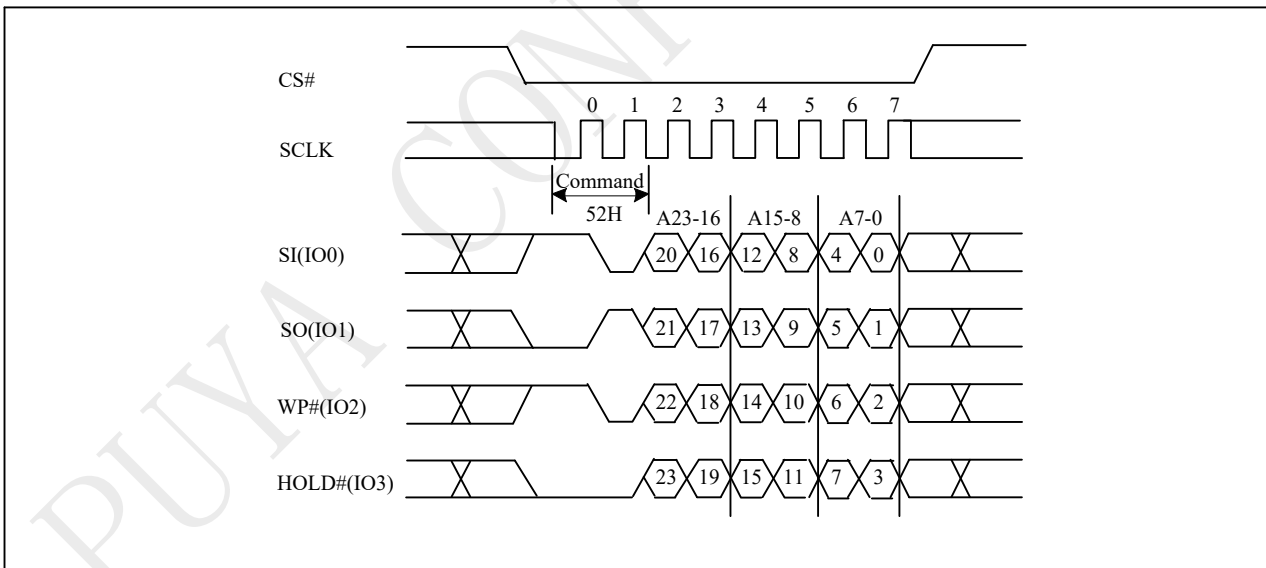 PUYA CONF
CS#
0 1 2 3 4 5 6 7
SCLK
Command
52H
A23-16 A15-8 A7-0
SI(IO0) 20 16 12 8 4 0
SO(IO1) 21 17 13 9 5 1
WP#(IO2) 22 18 14 10 6 2
HOLD#(IO3) 23 19 15 11 7 3